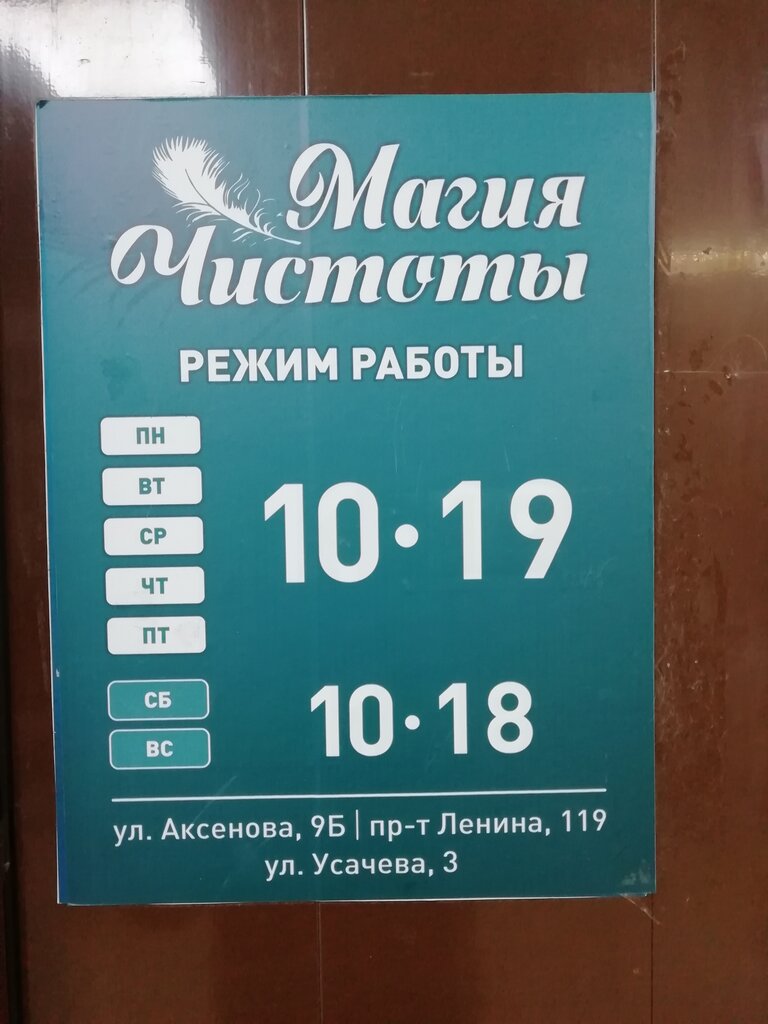 Магия
Чистоты
РЕЖИМ РАБОТЫ
ПН
ВТ
СР
ЧТ
ПТ
10•19
СБ
ВС
10•18
ул. Аксенова, 9Б | пр-т Ленина, 119
ул. Усачева, 3